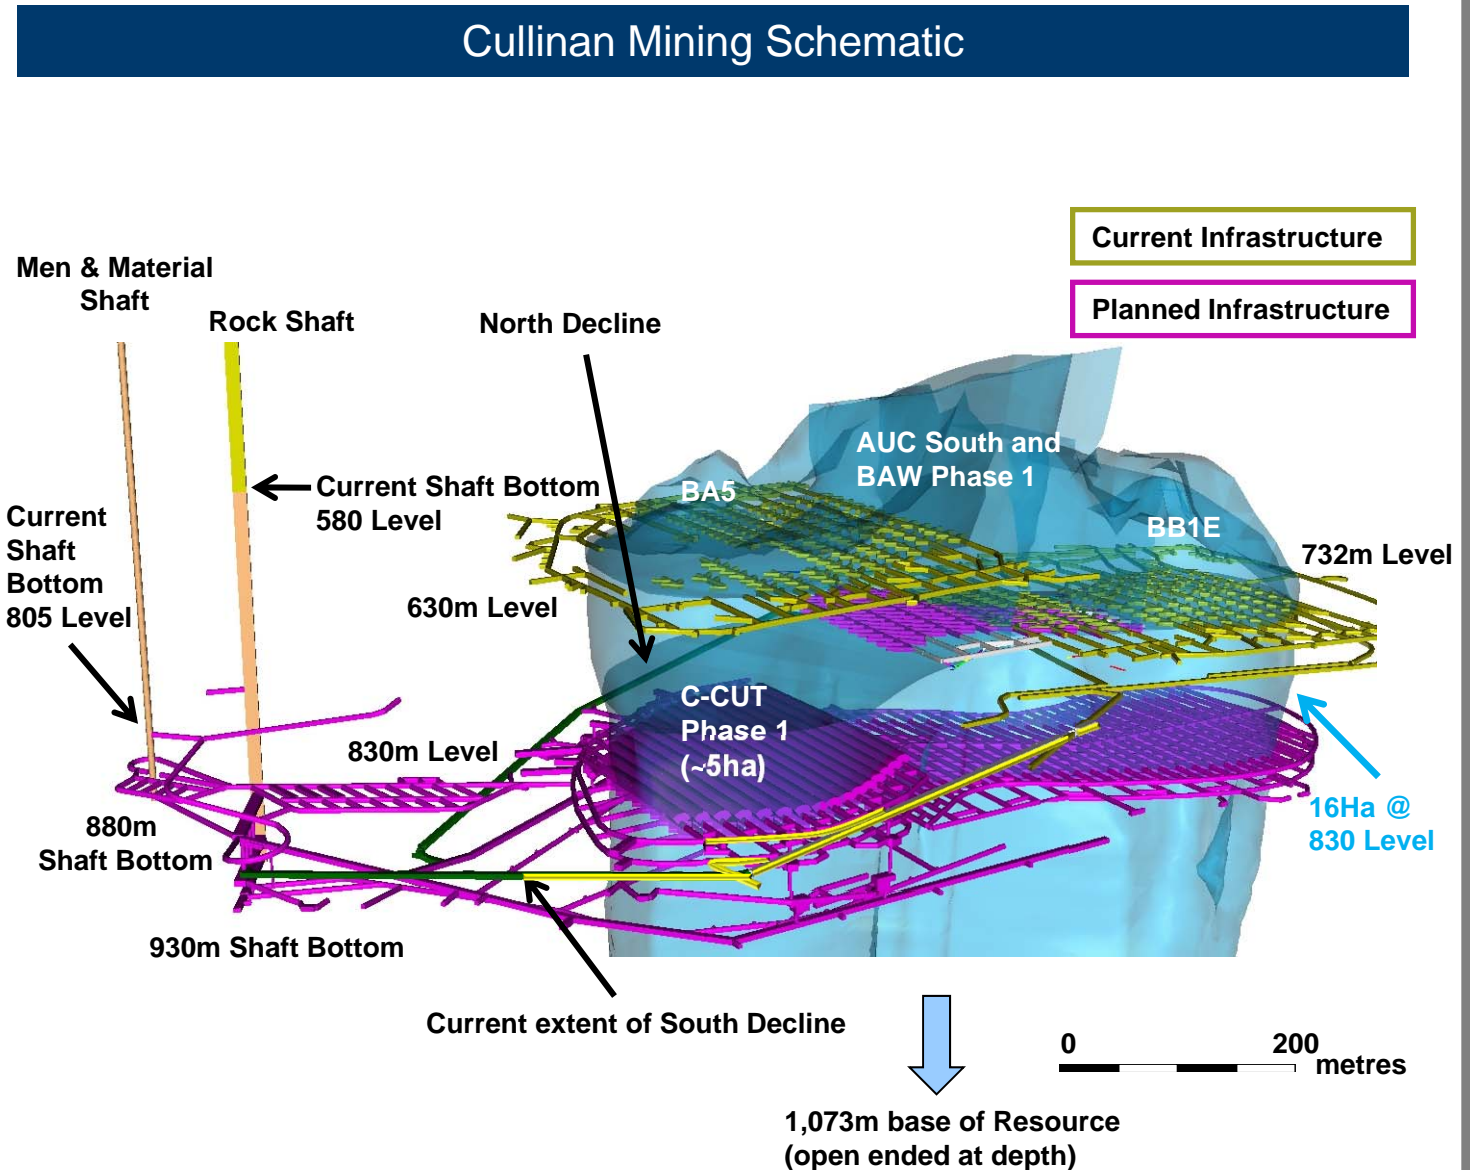 Cullinan Mining Schematic
Current Infrastructure
Planned Infrastructure
Men & Material
Shaft
Rock Shaft
North Decline
AUC South and
BAW Phase 1
BA5
BB1E
Current Shaft Bottom
580 Level
732m Level
Current
Shaft
Bottom
805 Level
630m Level
C-CUT
Phase 1
(~5ha)
830m Level
16Ha @
830 Level
880m
Shaft Bottom
930m Shaft Bottom
Current extent of South Decline
0
200
metres
1,073m base of Resource
(open ended at depth)